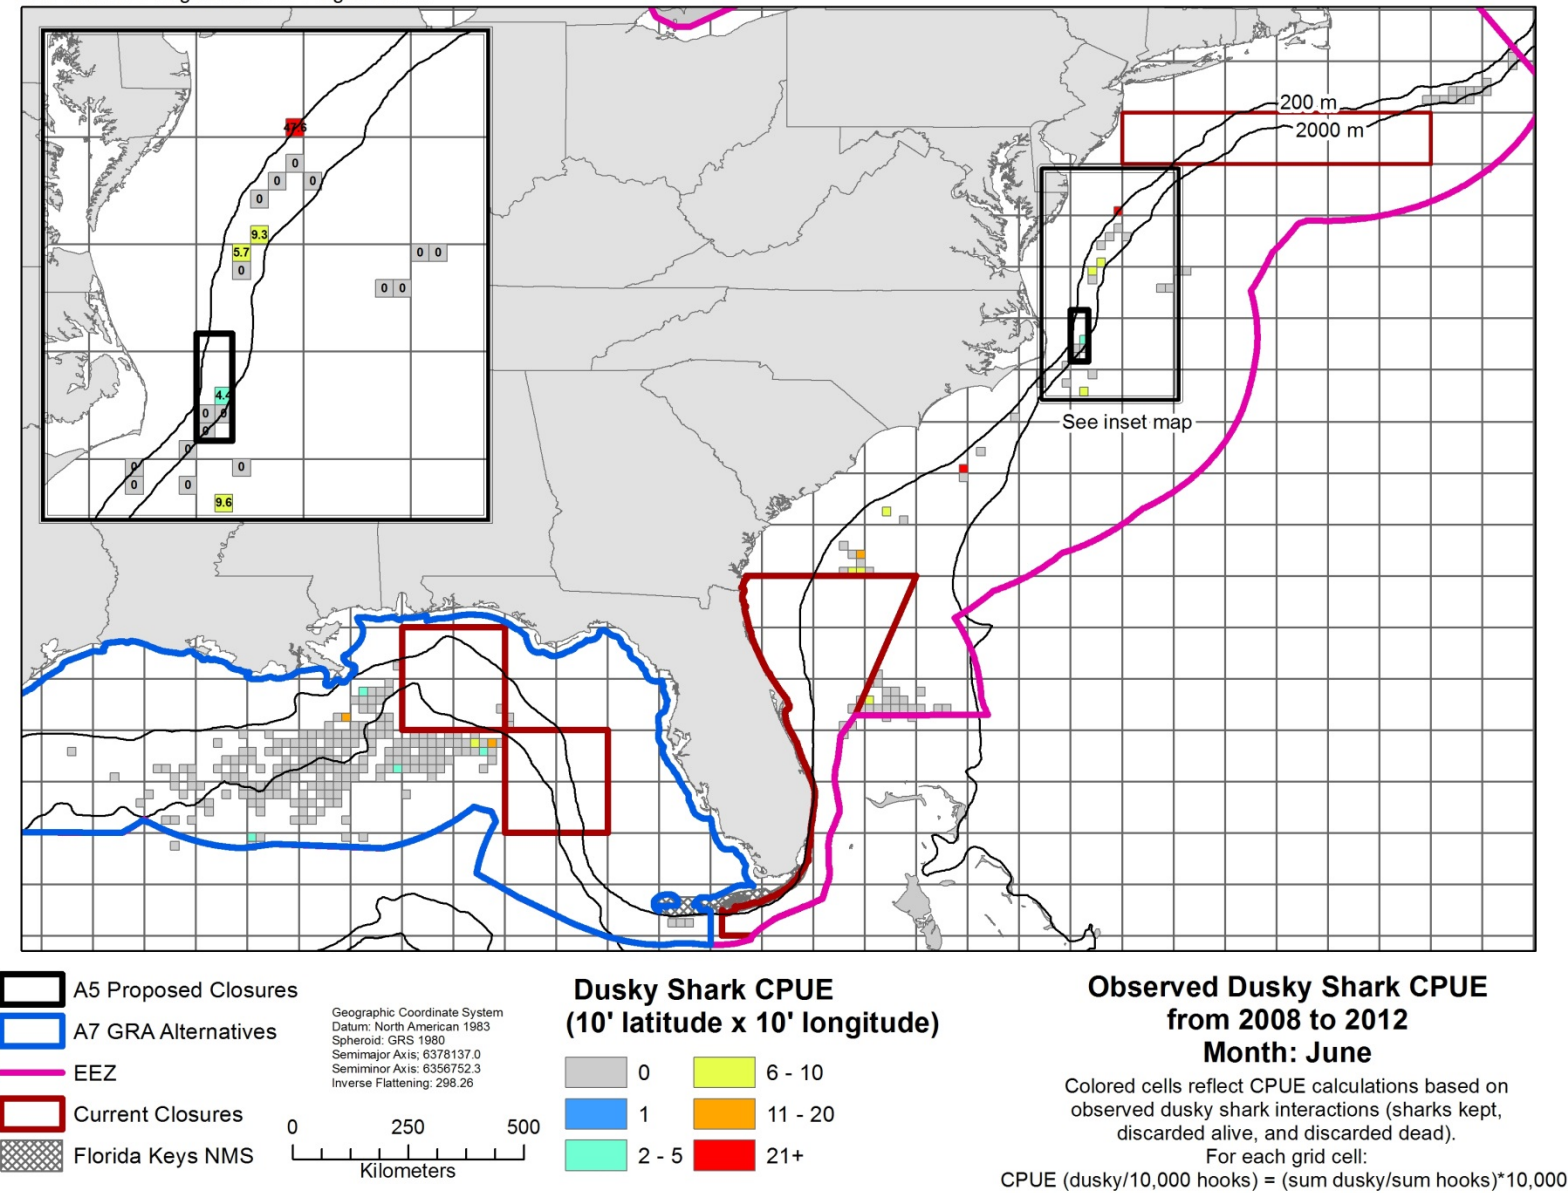 47.6
0
0 0
0
9.3
5.7
0
0 0
0 0
4.4
0 0
0
0
0
0
0
0
9.6
200 m
2000 m
See inset map
A5 Proposed Closures
A7 GRA Alternatives
EEZ
Current Closures
Florida Keys NMS
Geographic Coordinate System
Datum: North American 1983
Spheroid: GRS 1980
Semimajor Axis; 6378137.0
Semiminor Axis: 6356752.3
Inverse Flattening: 298.26
0 250 500
Kilometers
Dusky Shark CPUE
(10' latitude x 10' longitude)
0
1
2 - 5
6 - 10
11 - 20
21+
Observed Dusky Shark CPUE
from 2008 to 2012
Month: June
Colored cells reflect CPUE calculations based on
observed dusky shark interactions (sharks kept,
discarded alive, and discarded dead).
For each grid cell:
CPUE (dusky/10,000 hooks) = (sum dusky/sum hooks)*10,000